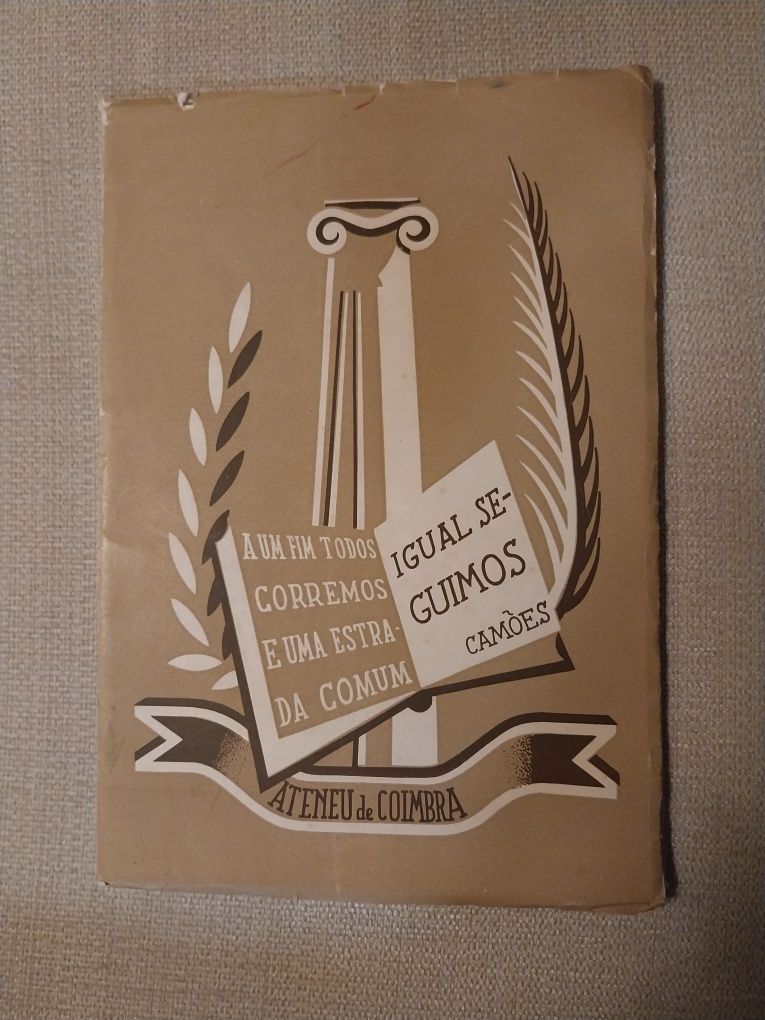 A UM FIM TODOS
CORREMOS
E UMA ESTRA-
DA COMUM
IGUAL SE-
GUIMOS
CAMÕES
ATENEU de COIMBRA